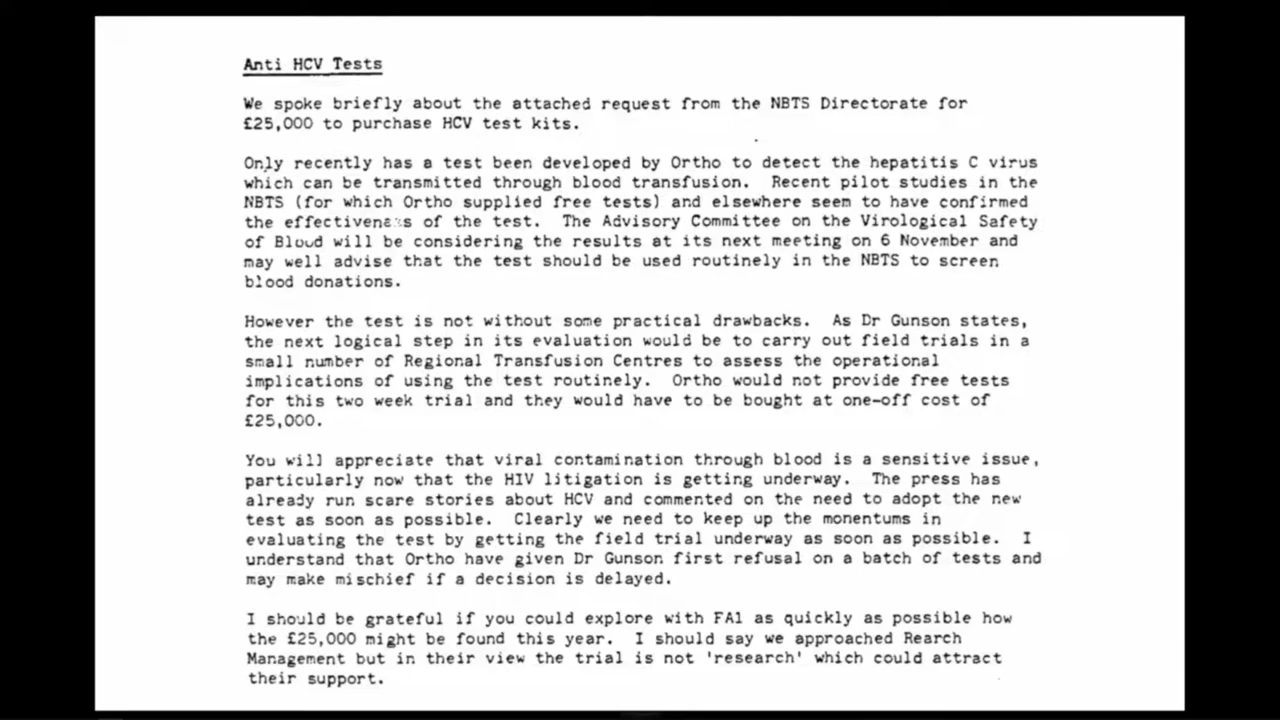 Anti HCV Tests
We spoke briefly about the attached request from the NBTS Directorate for
£25,000 to purchase HCV test kits.
Only recently has a test been developed by Ortho to detect the hepatitis C virus
which can be transmitted through blood transfusion. Recent pilot studies in the
NBTS (for which Ortho supplied free tests) and elsewhere seem to have confirmed
the effectiveness of the test. The Advisory Committee on the Virological Safety
of Blood will be considering the results at its next meeting on 6 November and
may well advise that the test should be used routinely in the NBTS to screen
blood donations.
However the test is not without some practical drawbacks. As Dr Gunson states,
the next logical step in its evaluation would be to carry out field trials in a
small number of Regional Transfusion Centres to assess the operational
implications of using the test routinely. Ortho would not provide free tests
for this two week trial and they would have to be bought at one-off cost of
£25,000.
You will appreciate that viral contamination through blood is a sensitive issue,
particularly now that the HIV litigation is getting underway. The press has
already run scare stories about HCV and commented on the need to adopt the new
test as soon as possible. Clearly we need to keep up the monentums in
evaluating the test by getting the field trial underway as soon as possible. I
understand that Ortho have given Dr Gunson first refusal on a batch of tests and
may make mischief if a decision is delayed.
I should be grateful if you could explore with FA1 as quickly as possible how
the £25,000 might be found this year. I should say we approached Rearch
Management but in their view the trial is not 'research' which could attract
their support.